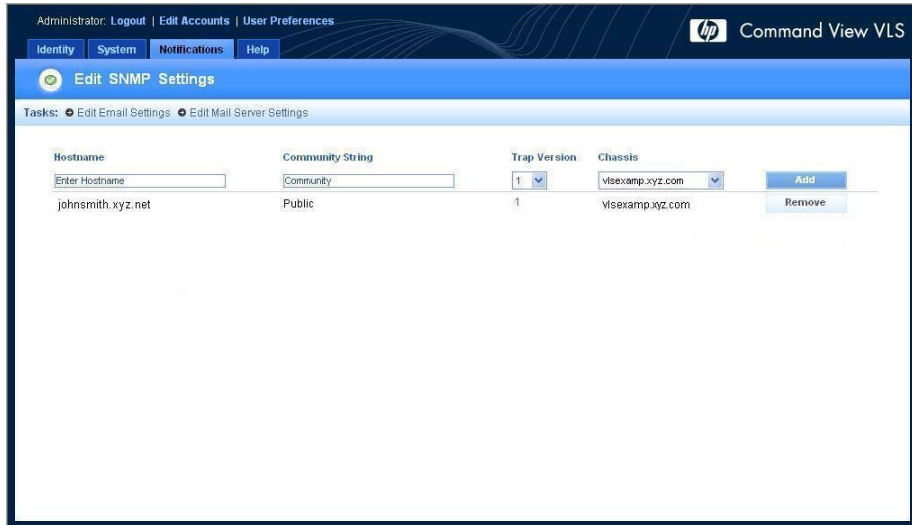 Administrator: Logout | Edit Accounts | User Preferences
hp Command View VLS
Identity System Notifications Help
Edit SNMP Settings
Tasks: Edit Email Settings Edit Mail Server Settings
Hostname Community String Trap Version Chassis
Enter Hostname Community 1 vlsexamp.xyz.com Add
johnsmith.xyz.net Public 1 vlsexamp.xyz.com Remove